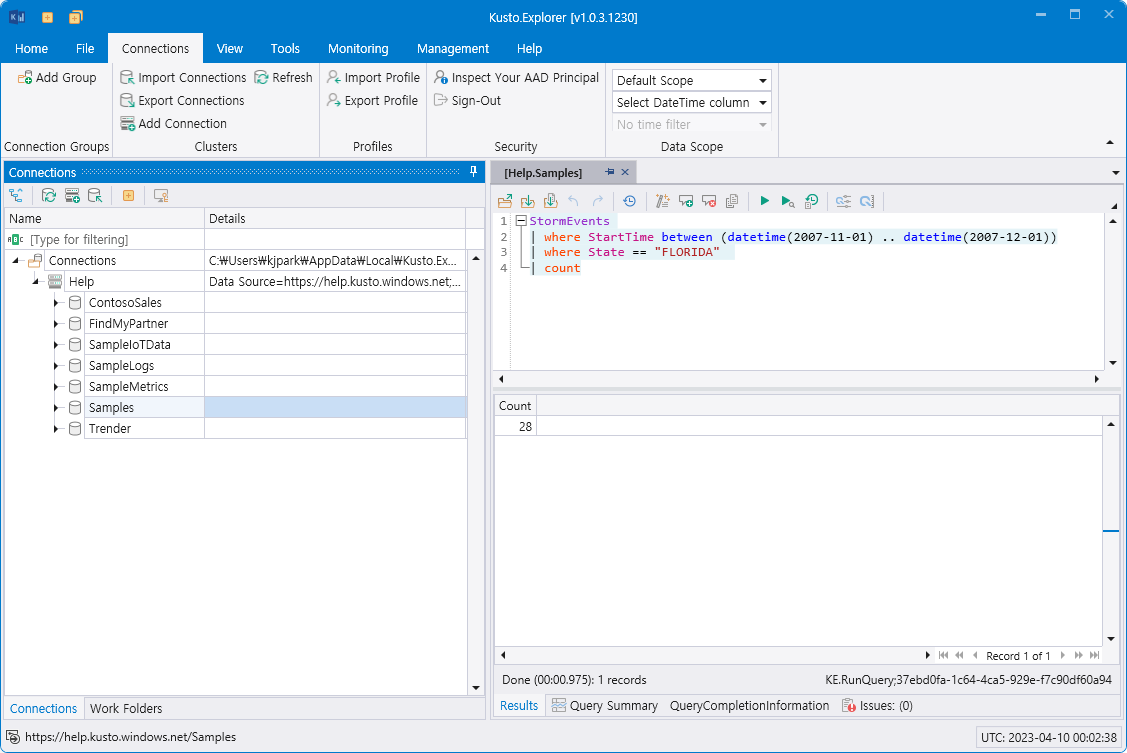 Kusto.Explorer [v1.0.3.1230]
Home File Connections View Tools Monitoring Management Help
Add Group Import Connections Refresh Import Profile Inspect Your AAD Principal Default Scope
Export Connections Export Profile Sign-Out Select DateTime column
Add Connection No time filter
Connection Groups Clusters Profiles Security Data Scope
Connections
Name Details
[Type for filtering]
Connections C:₩Users₩kjpark₩AppData₩Local₩Kusto.Ex...
Help Data Source=https://help.kusto.windows.net;...
ContosoSales
FindMyPartner
SampleIoTData
SampleLogs
SampleMetrics
Samples
Trender
Connections Work Folders
[Help.Samples]
1 StormEvents
2 | where StartTime between (datetime(2007-11-01) .. datetime(2007-12-01))
3 | where State == "FLORIDA"
4 | count
Count
28
Record 1 of 1
Done (00:00.975): 1 records KE.RunQuery;37ebd0fa-1c64-4ca5-929e-f7c90df60a94
Results Query Summary QueryCompletionInformation Issues: (0)
https://help.kusto.windows.net/Samples UTC: 2023-04-10 00:02:38